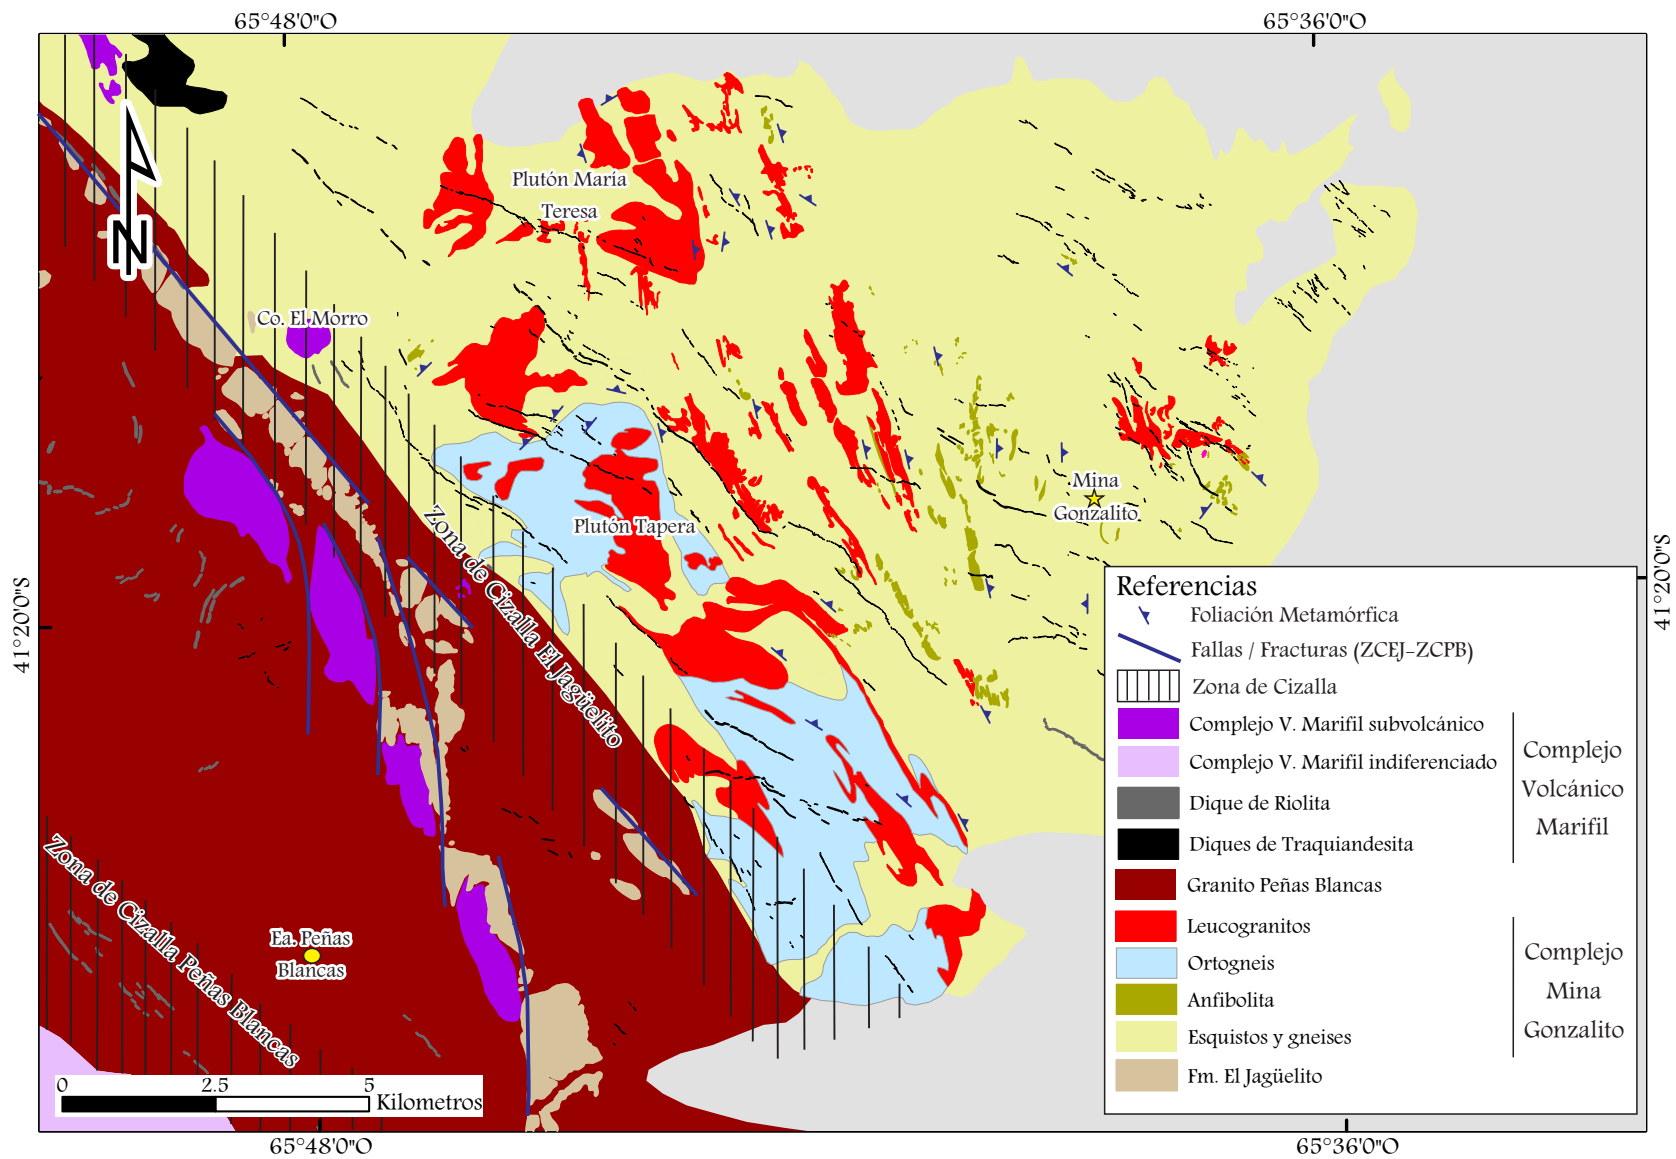 65°48'0"O
65°36'0"O
Plutón María
Teresa
Co. El Morro
Mina
Gonzalito
Plutón Tapera
Zona de Cizalla El Jagüelito
41°20'0"S
41°20'0"S
Zona de Cizalla Peñas Blancas
Ea. Peñas
Blancas
N
0 2.5 5
Kilometros
Referencias
Foliación Metamórfica
Fallas / Fracturas (ZCEJ-ZCPB)
Zona de Cizalla
Complejo V. Marifil subvolcánico
Complejo V. Marifil indiferenciado
Dique de Riolita
Diques de Traquiandesita
Complejo
Volcánico
Marifil
Granito Peñas Blancas
Leucogranitos
Ortogneis
Anfibolita
Esquistos y gneises
Complejo
Mina
Gonzalito
Fm. El Jagüelito
65°48'0"O
65°36'0"O